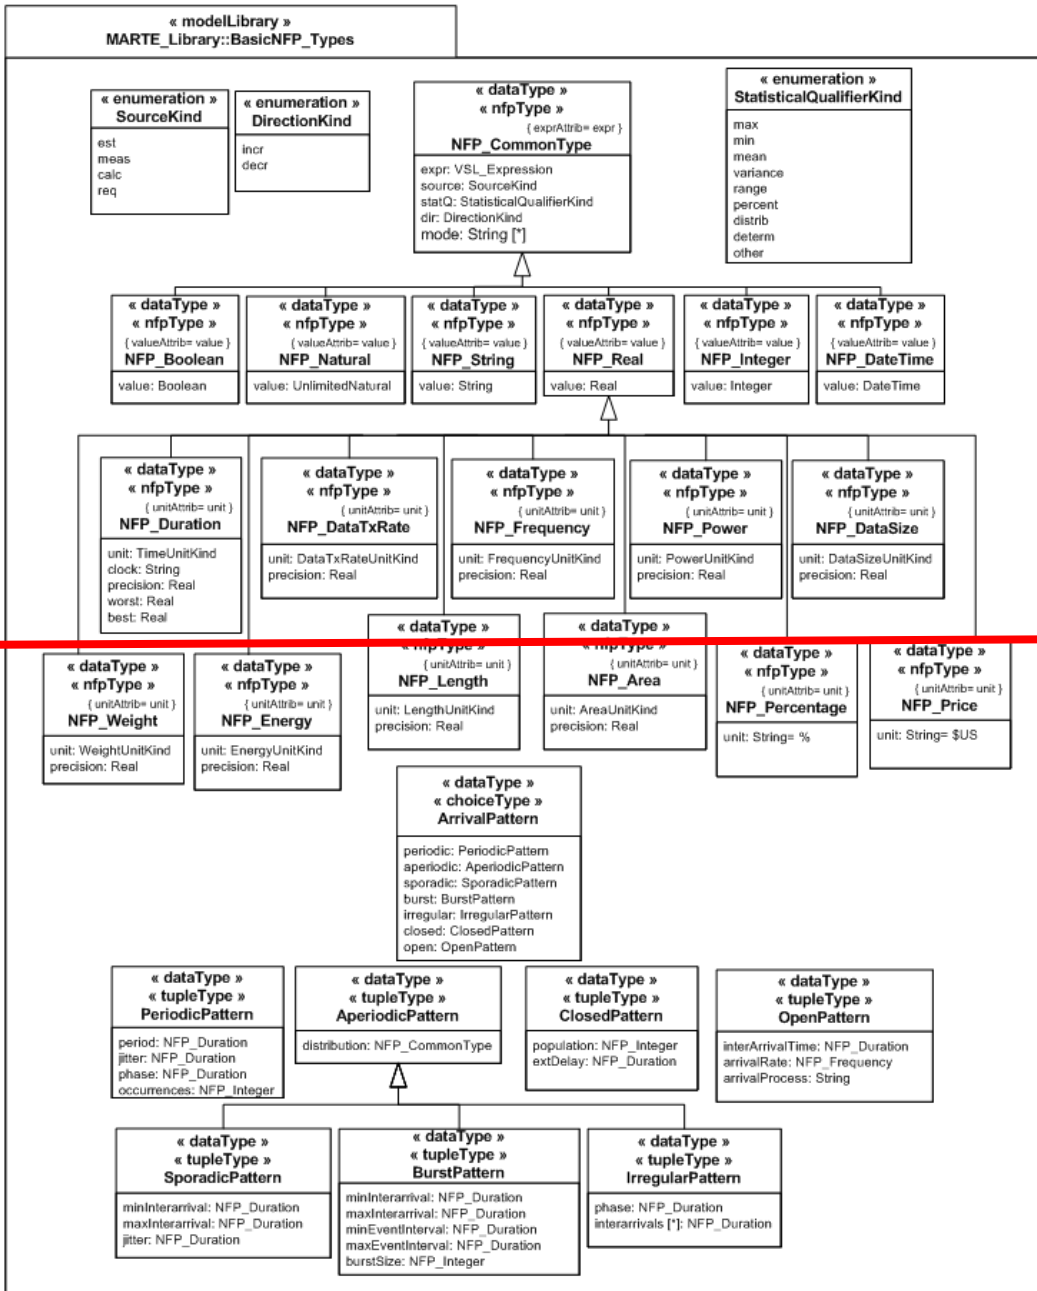 « modelLibrary »
MARTE_Library::BasicNFP_Types
« enumeration »
SourceKind
est
meas
calc
req
« enumeration »
DirectionKind
incr
decr
« dataType »
« nfpType »
{ exprAttrib= expr }
NFP_CommonType
expr: VSL_Expression
source: SourceKind
statQ: StatisticalQualifierKind
dir: DirectionKind
mode: String [*]
« enumeration »
StatisticalQualifierKind
max
min
mean
variance
range
percent
distrib
determ
other
« dataType »
« nfpType »
{ valueAttrib= value }
NFP_Boolean
value: Boolean
« dataType »
« nfpType »
{ valueAttrib= value }
NFP_Natural
value: UnlimitedNatural
« dataType »
« nfpType »
{ valueAttrib= value }
NFP_String
value: String
« dataType »
« nfpType »
{ valueAttrib= value }
NFP_Real
value: Real
« dataType »
« nfpType »
{ valueAttrib= value }
NFP_Integer
value: Integer
« dataType »
« nfpType »
{ valueAttrib= value }
NFP_DateTime
value: DateTime
« dataType »
« nfpType »
{ unitAttrib= unit }
NFP_Duration
unit: TimeUnitKind
clock: String
precision: Real
worst: Real
best: Real
« dataType »
« nfpType »
{ unitAttrib= unit }
NFP_DataTxRate
unit: DataTxRateUnitKind
precision: Real
« dataType »
« nfpType »
{ unitAttrib= unit }
NFP_Frequency
unit: FrequencyUnitKind
precision: Real
« dataType »
« nfpType »
{ unitAttrib= unit }
NFP_Power
unit: PowerUnitKind
precision: Real
« dataType »
« nfpType »
{ unitAttrib= unit }
NFP_DataSize
unit: DataSizeUnitKind
precision: Real
« dataType »
« nfpType »
{ unitAttrib= unit }
NFP_Weight
unit: WeightUnitKind
precision: Real
« dataType »
« nfpType »
{ unitAttrib= unit }
NFP_Energy
unit: EnergyUnitKind
precision: Real
« dataType »
« nfpType »
{ unitAttrib= unit }
NFP_Length
unit: LengthUnitKind
precision: Real
« dataType »
« nfpType »
{ unitAttrib= unit }
NFP_Area
unit: AreaUnitKind
precision: Real
« dataType »
« nfpType »
{ unitAttrib= unit }
NFP_Percentage
unit: String= %
« dataType »
« nfpType »
{ unitAttrib= unit }
NFP_Price
unit: String= $US
« dataType »
« choiceType »
ArrivalPattern
periodic: PeriodicPattern
aperiodic: AperiodicPattern
sporadic: SporadicPattern
burst: BurstPattern
irregular: IrregularPattern
closed: ClosedPattern
open: OpenPattern
« dataType »
« tupleType »
PeriodicPattern
period: NFP_Duration
jitter: NFP_Duration
phase: NFP_Duration
occurrences: NFP_Integer
« dataType »
« tupleType »
AperiodicPattern
distribution: NFP_CommonType
« dataType »
« tupleType »
ClosedPattern
population: NFP_Integer
extDelay: NFP_Duration
« dataType »
« tupleType »
OpenPattern
interArrivalTime: NFP_Duration
arrivalRate: NFP_Frequency
arrivalProcess: String
« dataType »
« tupleType »
SporadicPattern
minInterarrival: NFP_Duration
maxInterarrival: NFP_Duration
jitter: NFP_Duration
« dataType »
« tupleType »
BurstPattern
minInterarrival: NFP_Duration
maxInterarrival: NFP_Duration
minEventInterval: NFP_Duration
maxEventInterval: NFP_Duration
burstSize: NFP_Integer
« dataType »
« tupleType »
IrregularPattern
phase: NFP_Duration
interarrivals [*]: NFP_Duration